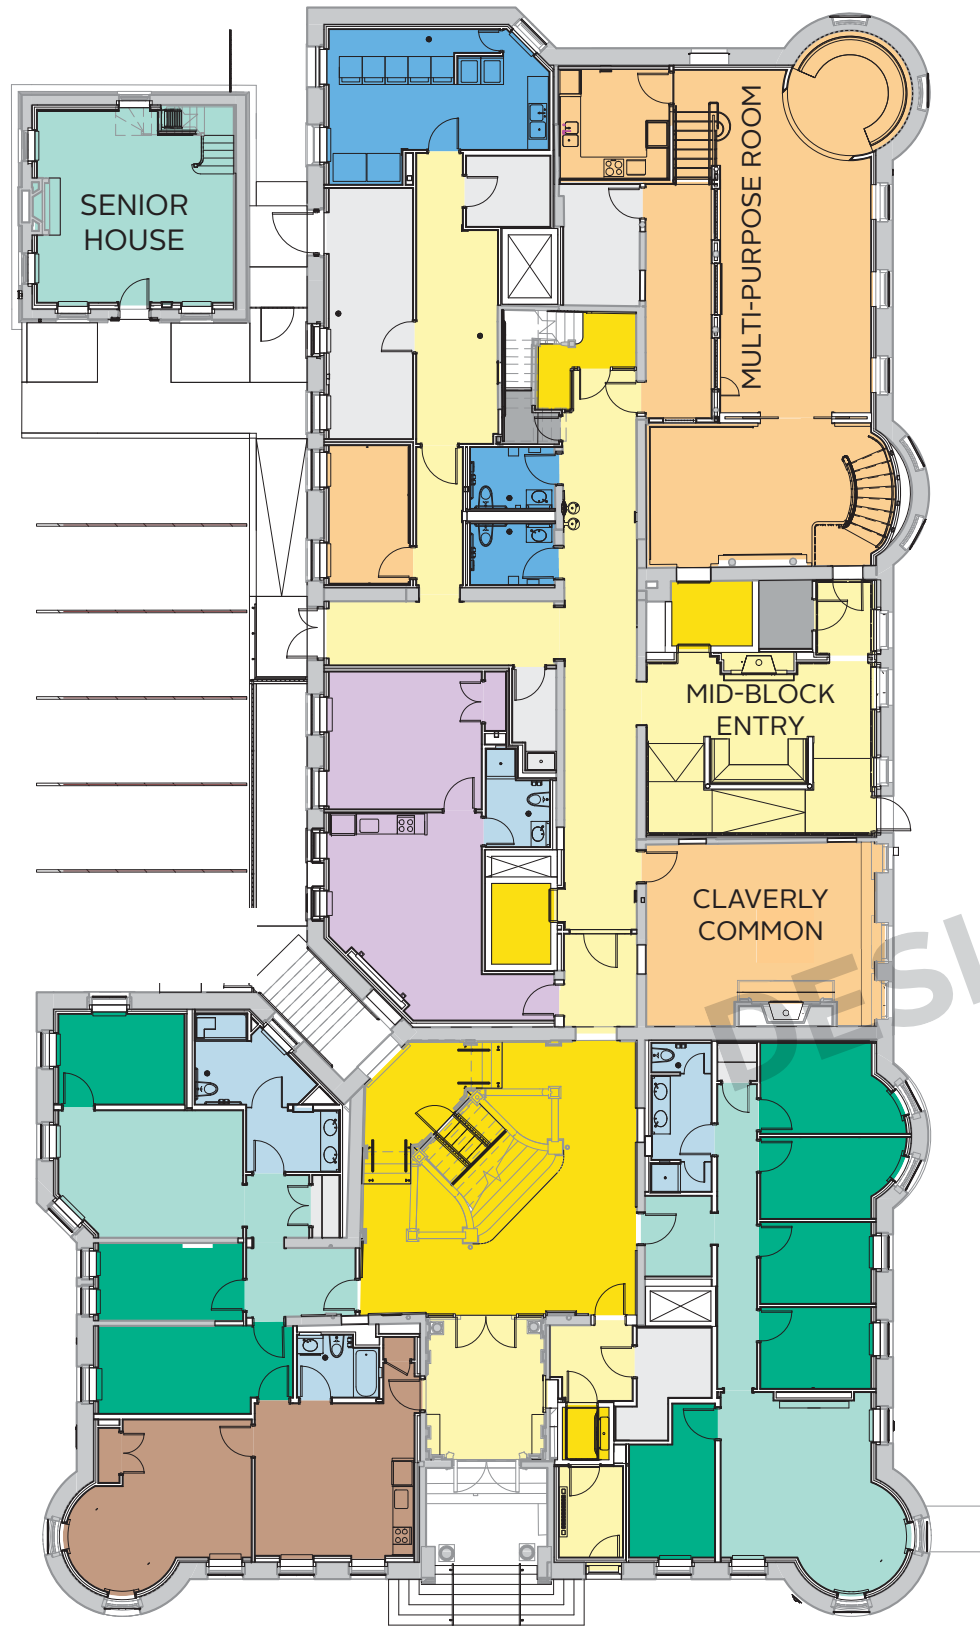 SENIOR
HOUSE
MULTI-PURPOSE ROOM
MID-BLOCK
ENTRY
CLAVERLY
COMMON